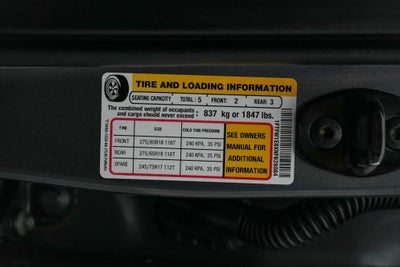 TIRE AND LOADING INFORMATION
SEATING CAPACITY TOTAL: 5 FRONT: 2 REAR: 3
The combined weight of occupants and cargo should never exceed: 837 kg or 1847 lbs.
TIRE SIZE COLD TIRE PRESSURE
FRONT 275/65R18 116T 240 KPA, 35 PSI
REAR 275/65R18 116T 240 KPA, 35 PSI
SPARE 245/75R17 112T 240 KPA, 35 PSI
SEE OWNERS
MANUAL FOR
ADDITIONAL
INFORMATION